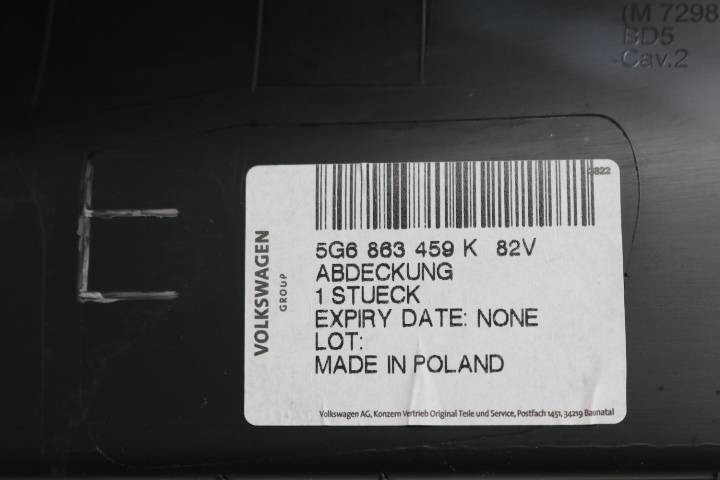 (M 7298
BD5
Cav.2
3822
VOLKSWAGEN
GROUP
5G6 863 459 K 82V
ABDECKUNG
1 STUECK
EXPIRY DATE: NONE
LOT:
MADE IN POLAND
Volkswagen AG, Konzern Vertrieb Original Teile und Service, Postfach 1451, 34219 Baunatal